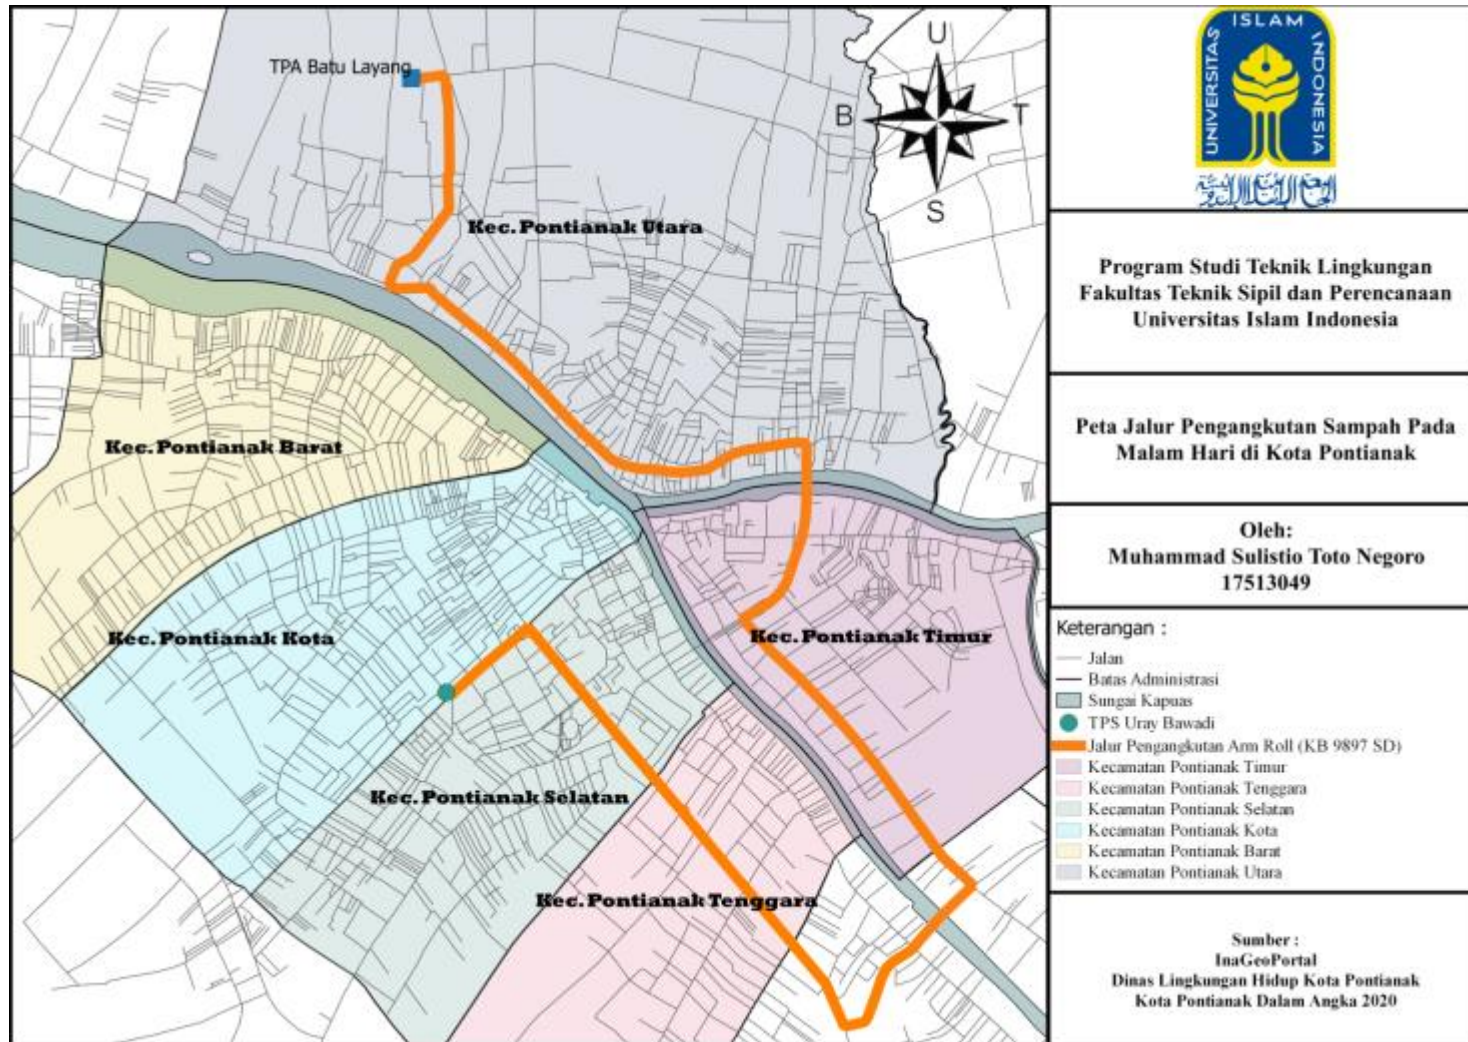 TPA Batu Layang
U
B
T
S
Kec. Pontianak Utara
Kec. Pontianak Barat
Kec. Pontianak Kota
Kec. Pontianak Timur
Kec. Pontianak Selatan
Kec. Pontianak Tenggara
UNIVERSITAS
ISLAM
INDONESIA
Program Studi Teknik Lingkungan
Fakultas Teknik Sipil dan Perencanaan
Universitas Islam Indonesia
Peta Jalur Pengangkutan Sampah Pada
Malam Hari di Kota Pontianak
Oleh:
Muhammad Sulistio Toto Negoro
17513049
Keterangan :
Jalan
Batas Administrasi
Sungai Kapuas
TPS Uray Bawadi
Jalur Pengangkutan Arm Roll (KB 9897 SD)
Kecamatan Pontianak Timur
Kecamatan Pontianak Tenggara
Kecamatan Pontianak Selatan
Kecamatan Pontianak Kota
Kecamatan Pontianak Barat
Kecamatan Pontianak Utara
Sumber :
InaGeoPortal
Dinas Lingkungan Hidup Kota Pontianak
Kota Pontianak Dalam Angka 2020